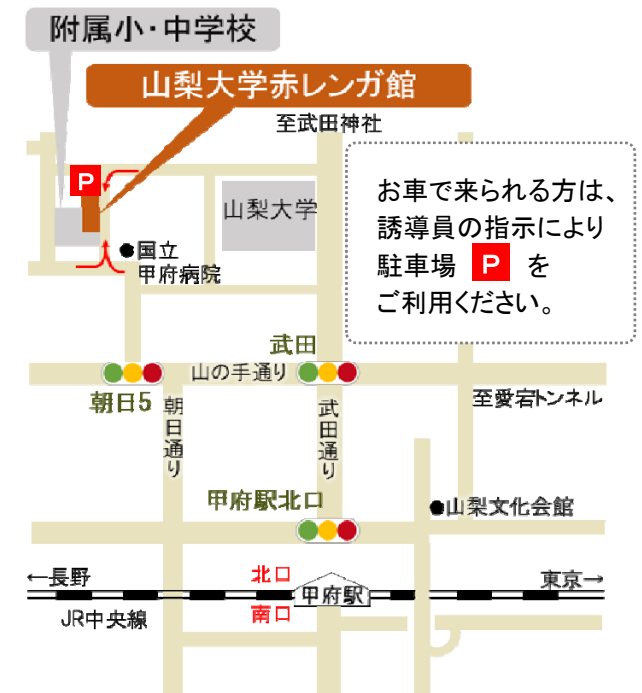 附属小・中学校
山梨大学赤レンガ館
至武田神社
P
お車で来られる方は、
誘導員の指示により
駐車場 P を
ご利用ください。
山梨大学
●国立
甲府病院
武田
山の手通り
朝日5
至愛宕トンネル
朝日通り
武田通り
甲府駅北口
●山梨文化会館
←長野
北口
東京→
甲府駅
JR中央線
南口